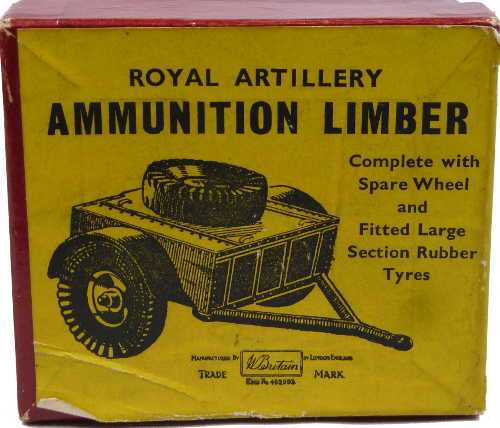 ROYAL ARTILLERY
AMMUNITION LIMBER
Complete with
Spare Wheel
and
Fitted Large
Section Rubber
Tyres
MANUFACTURED BY W. Britain IN LONDON ENGLAND
TRADE MARK.